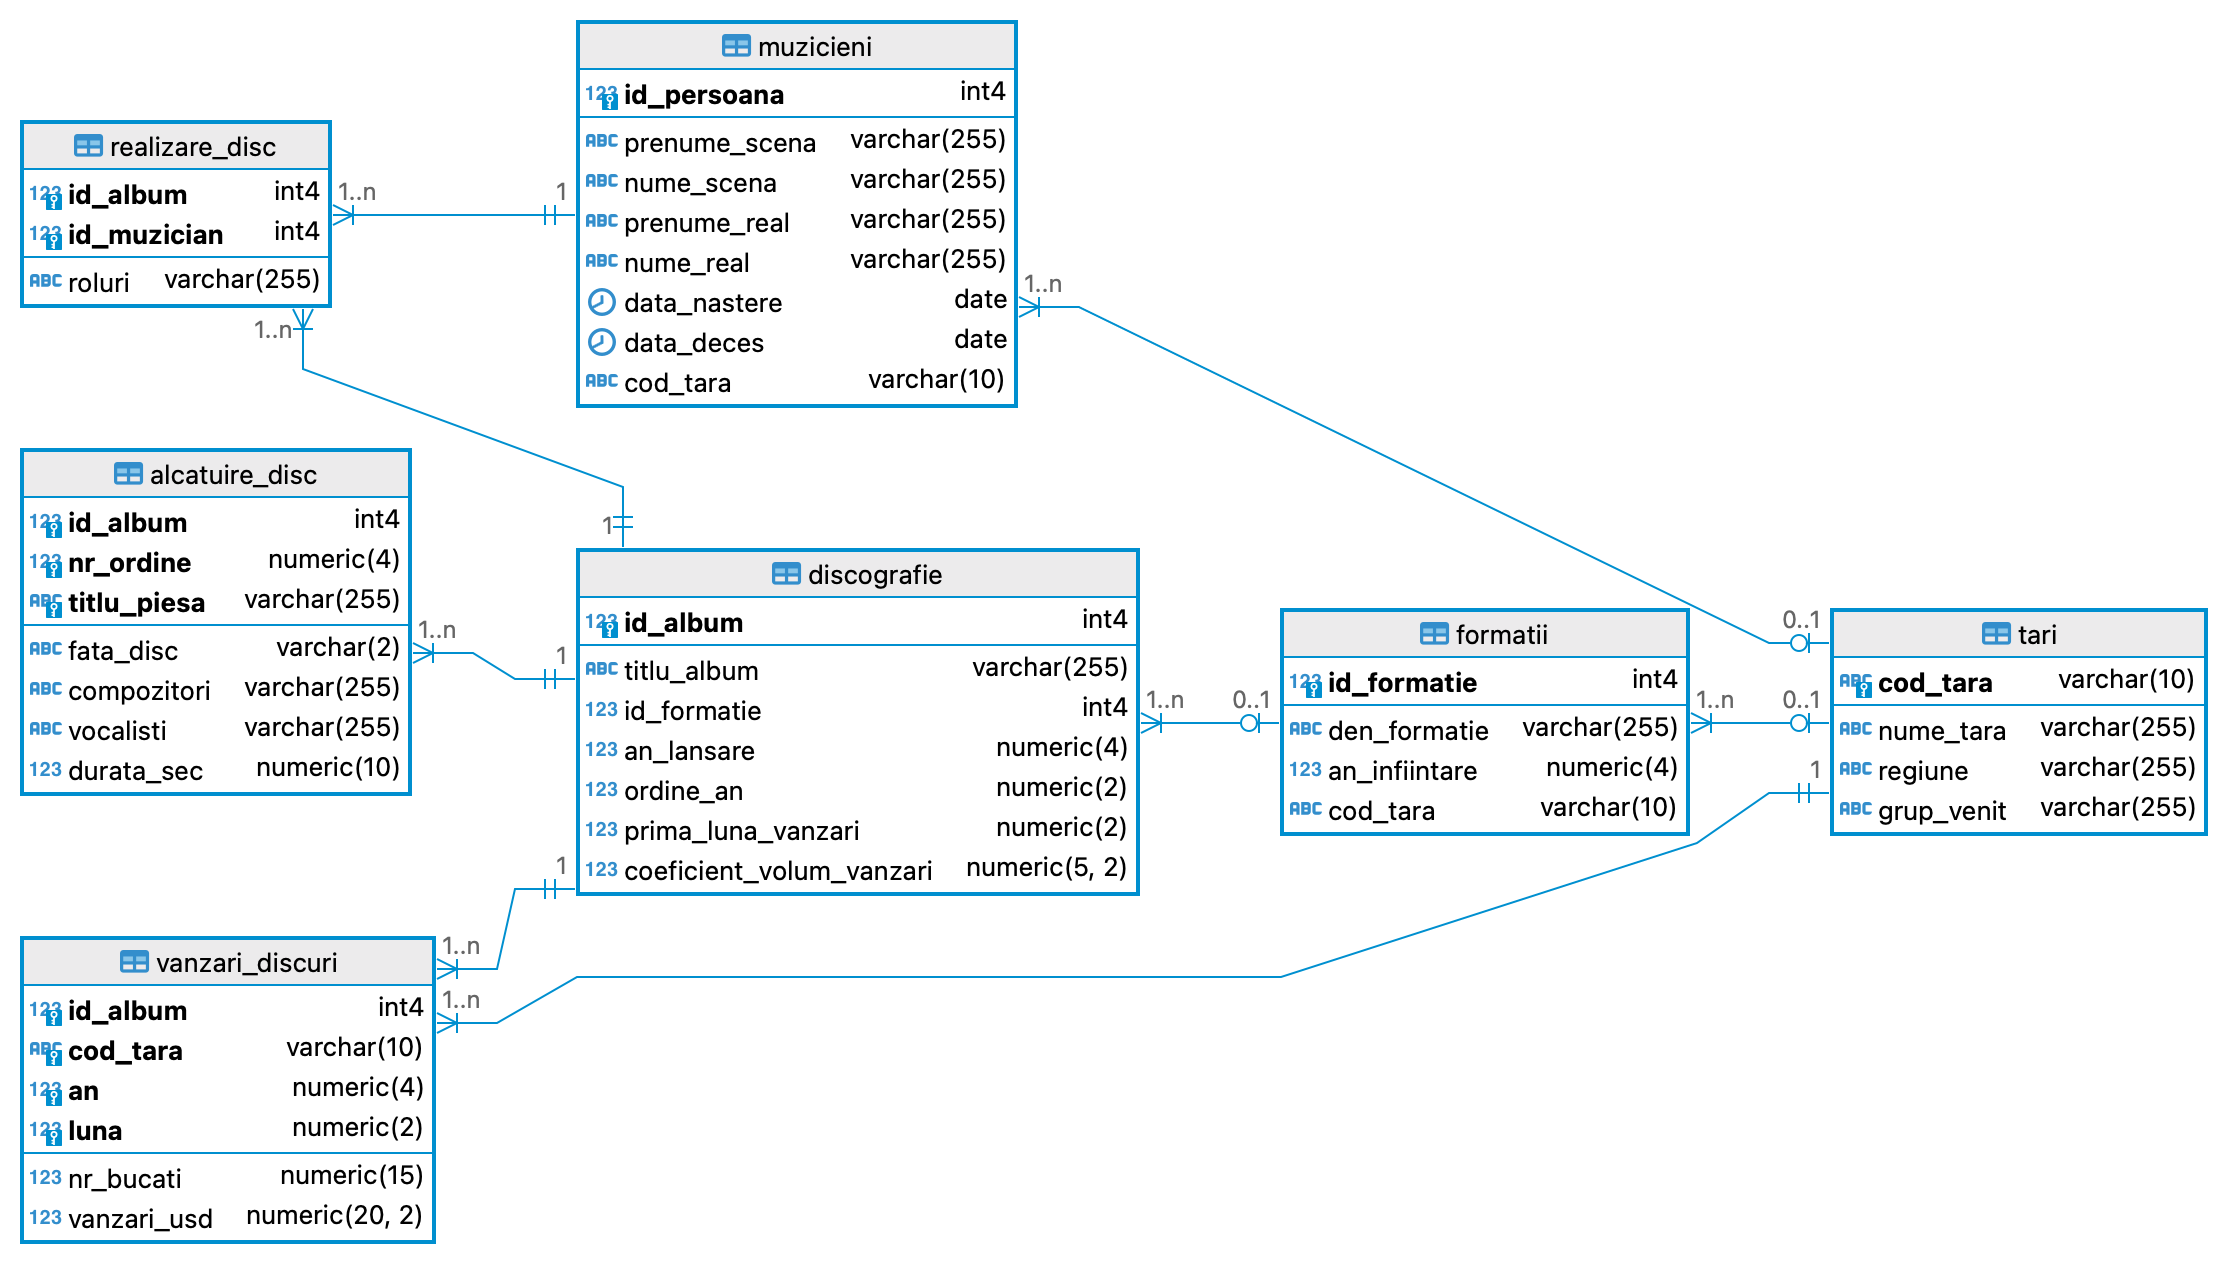 muzicieni
123 id_persoana int4
ABC prenume_scena varchar(255)
ABC nume_scena varchar(255)
ABC prenume_real varchar(255)
ABC nume_real varchar(255)
data_nastere date
data_deces date
ABC cod_tara varchar(10)
realizare_disc
123 id_album int4
123 id_muzician int4
ABC roluri varchar(255)
1..n
1
1..n
1..n
1
alcatuire_disc
123 id_album int4
123 nr_ordine numeric(4)
ABC titlu_piesa varchar(255)
ABC fata_disc varchar(2)
ABC compozitori varchar(255)
ABC vocalisti varchar(255)
123 durata_sec numeric(10)
1..n
1
discografie
123 id_album int4
ABC titlu_album varchar(255)
123 id_formatie int4
123 an_lansare numeric(4)
123 ordine_an numeric(2)
123 prima_luna_vanzari numeric(2)
123 coeficient_volum_vanzari numeric(5, 2)
1..n
0..1
formatii
123 id_formatie int4
ABC den_formatie varchar(255)
123 an_infiintare numeric(4)
ABC cod_tara varchar(10)
1..n
0..1
0..1
1
tari
ABC cod_tara varchar(10)
ABC nume_tara varchar(255)
ABC regiune varchar(255)
ABC grup_venit varchar(255)
1
1..n
1..n
vanzari_discuri
123 id_album int4
ABC cod_tara varchar(10)
123 an numeric(4)
123 luna numeric(2)
123 nr_bucati numeric(15)
123 vanzari_usd numeric(20, 2)